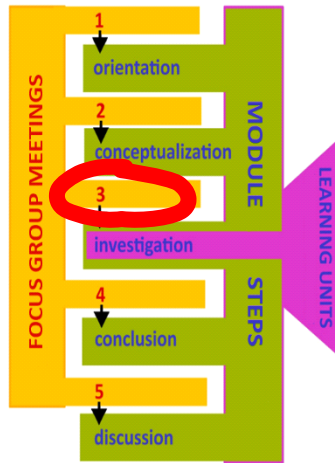 FOCUS GROUP MEETINGS
1
orientation
2
conceptualization
3
investigation
4
conclusion
5
discussion
MODULE STEPS
LEARNING UNITS